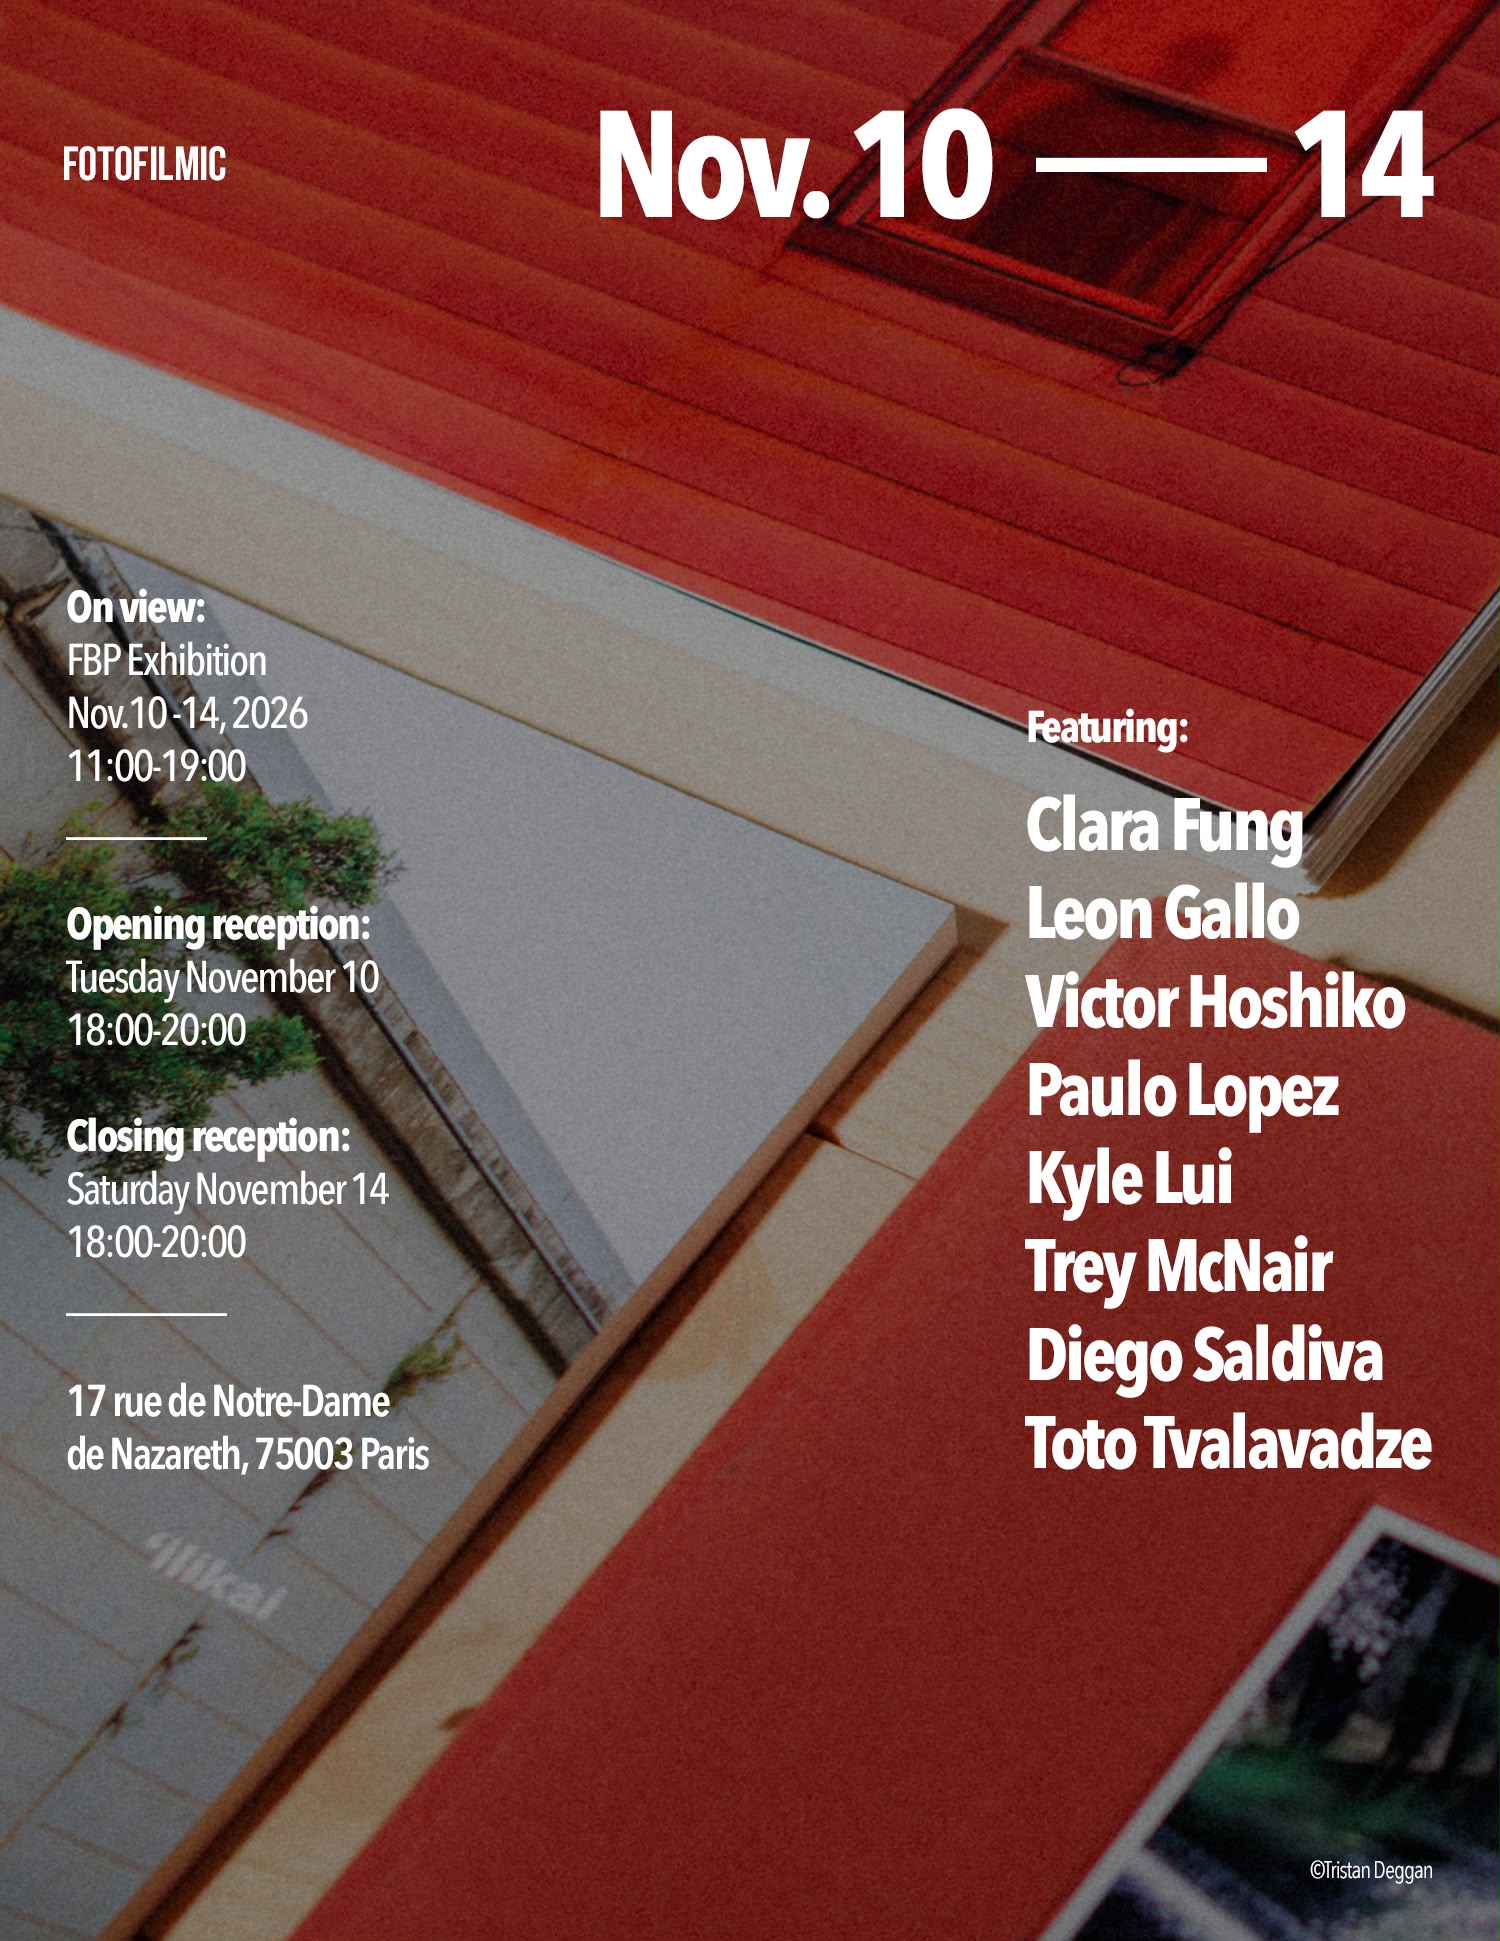 FOTOFILMIC
Nov. 10 — 14
On view:
FBP Exhibition
Nov.10 -14, 2026
11:00-19:00
Opening reception:
Tuesday November 10
18:00-20:00
Closing reception:
Saturday November 14
18:00-20:00
17 rue de Notre-Dame
de Nazareth, 75003 Paris
Featuring:
Clara Fung
Leon Gallo
Victor Hoshiko
Paulo Lopez
Kyle Lui
Trey McNair
Diego Saldiva
Toto Tvalavadze
©Tristan Deggan